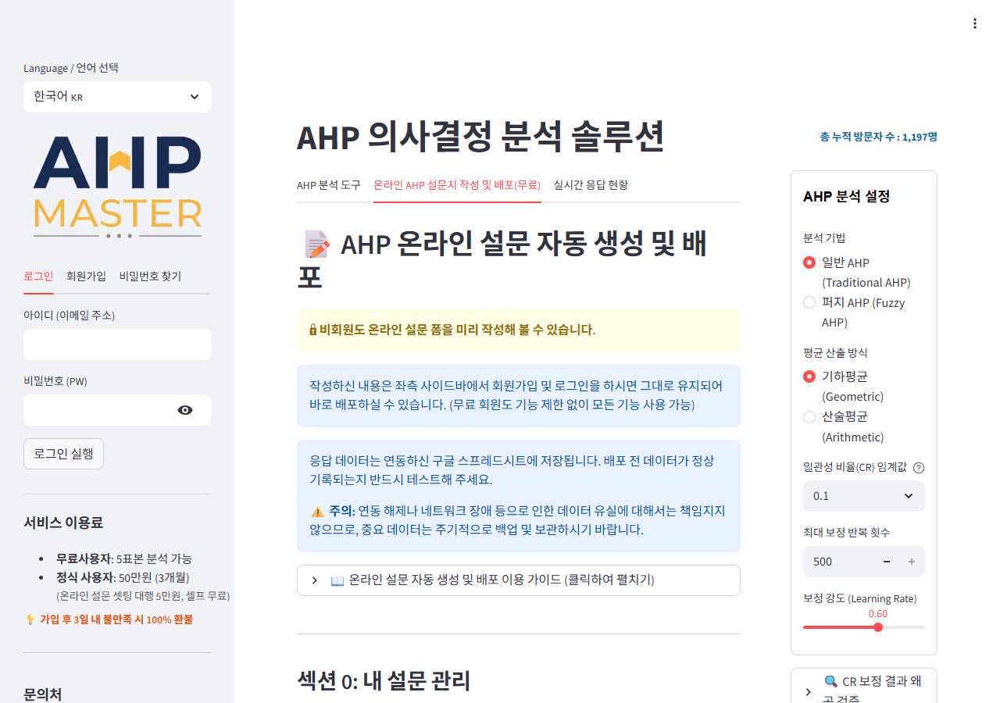 Language / 언어 선택
한국어 KR
AHP
MASTER
로그인 회원가입 비밀번호 찾기
아이디 (이메일 주소)
비밀번호 (PW)
로그인 실행
서비스 이용료
무료사용자: 5표본 분석 가능
정식 사용자: 50만원 (3개월)
(온라인 설문 셋팅 대행 5만원, 셀프 무료)
💡 가입 후 3일 내 불만족 시 100% 환불
문의처
AHP 의사결정 분석 솔루션
AHP 분석 도구 온라인 AHP 설문지 작성 및 배포(무료) 실시간 응답 현황
📝 AHP 온라인 설문 자동 생성 및 배
포
🔒 비회원도 온라인 설문 폼을 미리 작성해 볼 수 있습니다.
작성하신 내용은 좌측 사이드바에서 회원가입 및 로그인을 하시면 그대로 유지되어
바로 배포하실 수 있습니다. (무료 회원도 기능 제한 없이 모든 기능 사용 가능)
응답 데이터는 연동하신 구글 스프레드시트에 저장됩니다. 배포 전 데이터가 정상
기록되는지 반드시 테스트해 주세요.
⚠️ 주의: 연동 해제나 네트워크 장애 등으로 인한 데이터 유실에 대해서는 책임지지
않으므로, 중요 데이터는 주기적으로 백업 및 보관하시기 바랍니다.
📖 온라인 설문 자동 생성 및 배포 이용 가이드 (클릭하여 펼치기)
섹션 0: 내 설문 관리
총 누적 방문자 수 : 1,197명
AHP 분석 설정
분석 기법
일반 AHP
(Traditional AHP)
퍼지 AHP (Fuzzy
AHP)
평균 산출 방식
기하평균
(Geometric)
산술평균
(Arithmetic)
일관성 비율(CR) 임계값
0.1
최대 보정 반복 횟수
500
보정 강도 (Learning Rate)
0.60
🔍 CR 보정 결과 왜
곡 검증